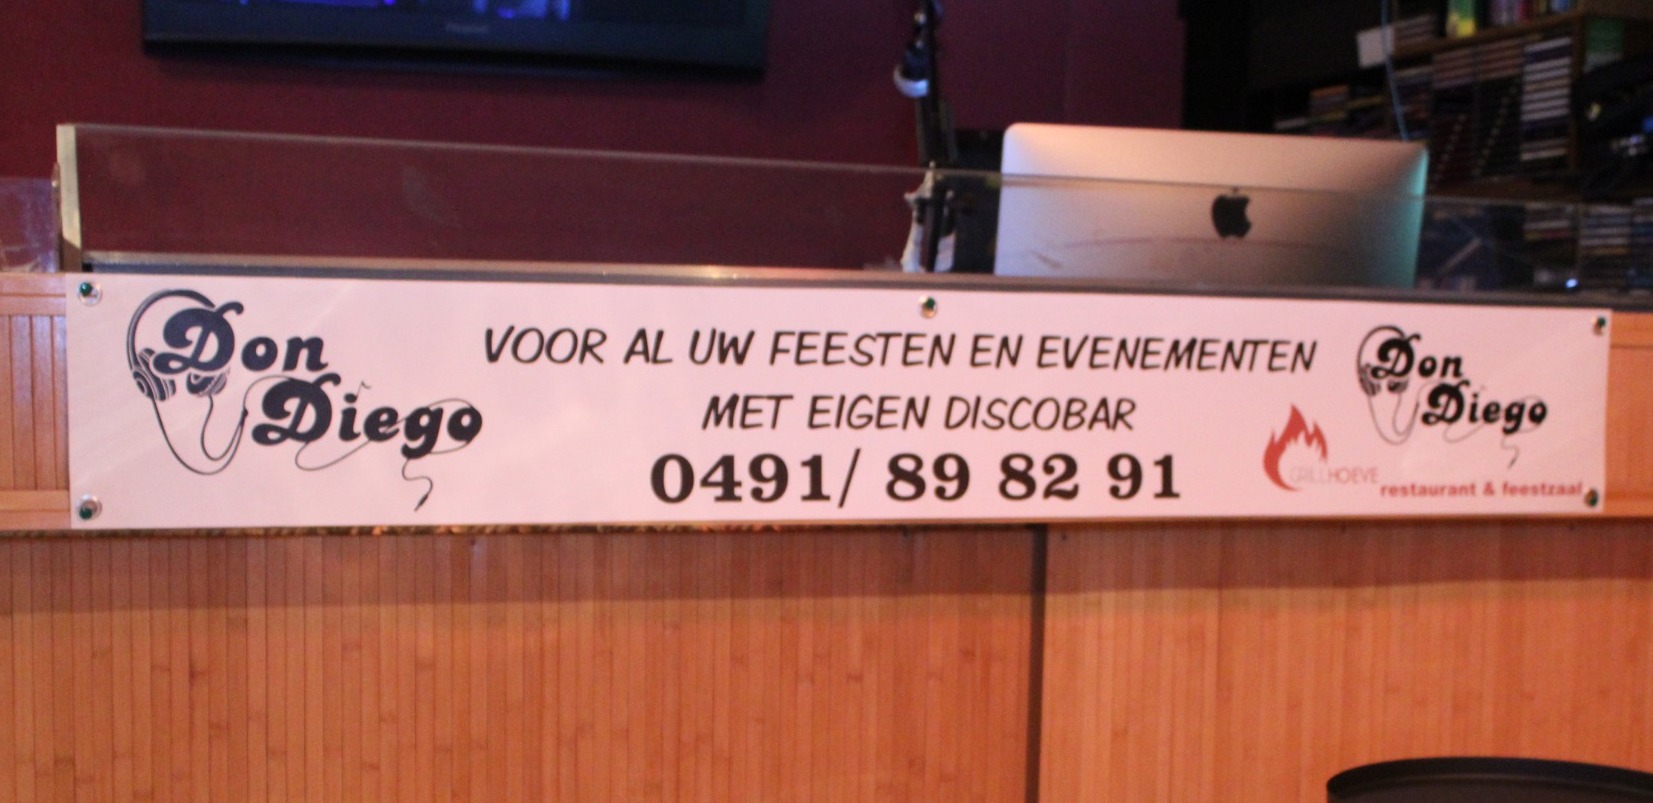 Don
Diego
VOOR AL UW FEESTEN EN EVENEMENTEN
MET EIGEN DISCOBAR
0491/ 89 82 91
Don
Diego
GRILLHOEVE
restaurant & feestzaal